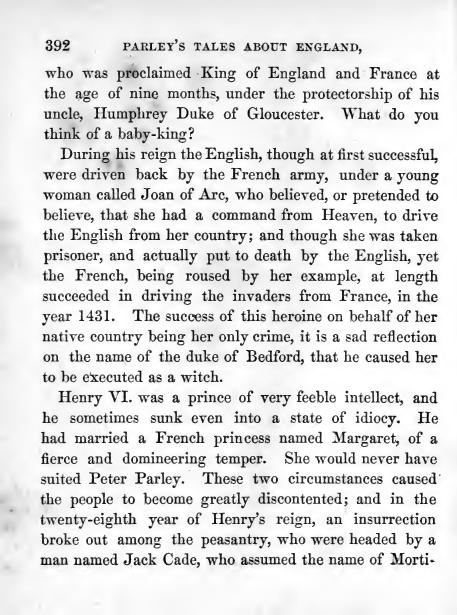 392 PARLEY'S TALES ABOUT ENGLAND,
who was proclaimed King of England and France at
the age of nine months, under the protectorship of his
uncle, Humphrey Duke of Gloucester. What do you
think of a baby-king?
During his reign the English, though at first successful,
were driven back by the French army, under a young
woman called Joan of Arc, who believed, or pretended to
believe, that she had a command from Heaven, to drive
the English from her country; and though she was taken
prisoner, and actually put to death by the English, yet
the French, being roused by her example, at length
succeeded in driving the invaders from France, in the
year 1431. The success of this heroine on behalf of her
native country being her only crime, it is a sad reflection
on the name of the duke of Bedford, that he caused her
to be executed as a witch.
Henry VI. was a prince of very feeble intellect, and
he sometimes sunk even into a state of idiocy. He
had married a French princess named Margaret, of a
fierce and domineering temper. She would never have
suited Peter Parley. These two circumstances caused
the people to become greatly discontented; and in the
twenty-eighth year of Henry's reign, an insurrection
broke out among the peasantry, who were headed by a
man named Jack Cade, who assumed the name of Morti-